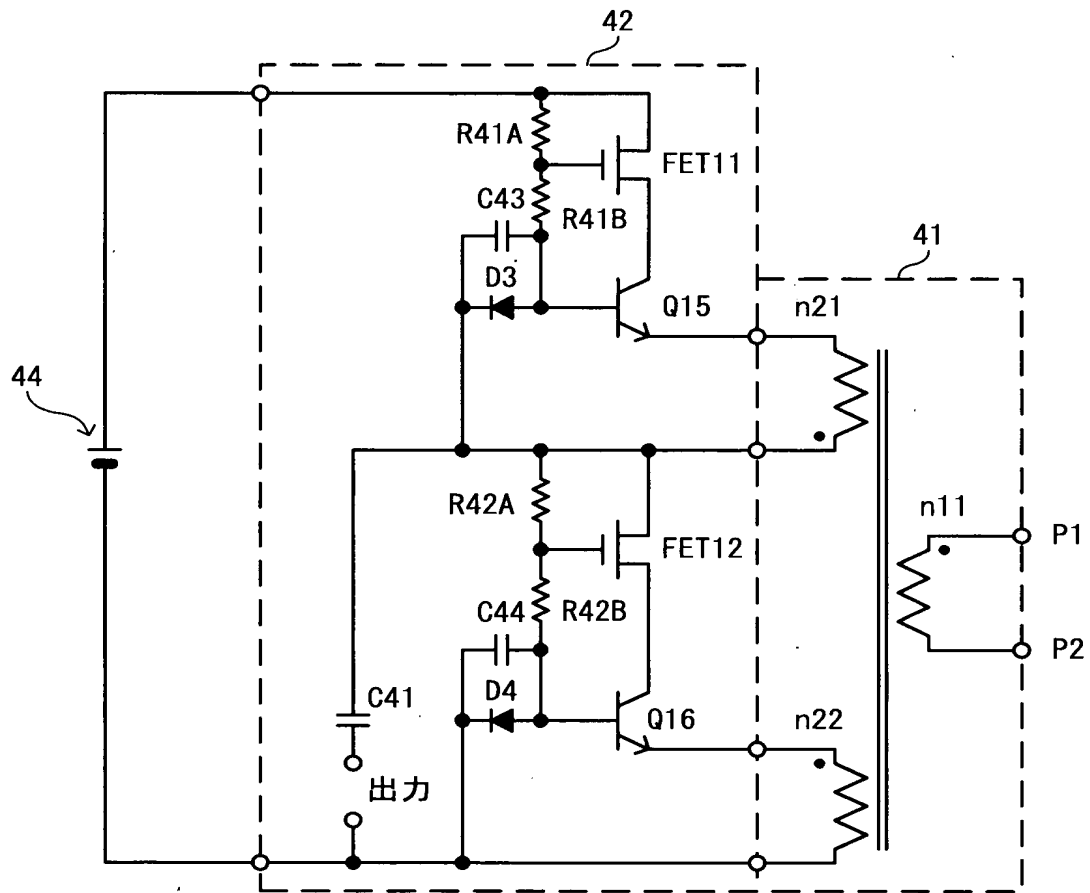 42
R41A
FET11
C43
R41B
41
D3
Q15
n21
44
R42A
n11
FET12
P1
C44
R42B
P2
D4
C41
Q16
n22
出力